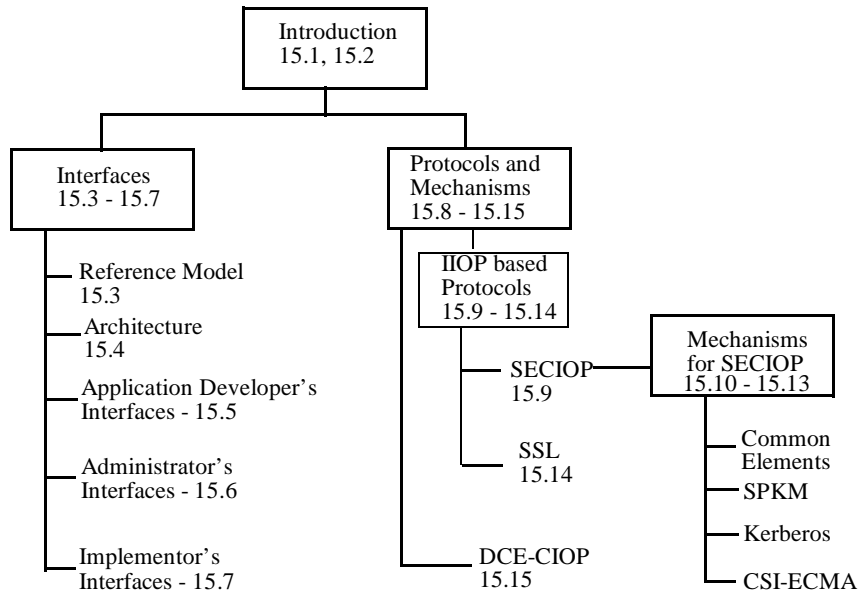 Introduction
15.1, 15.2
Interfaces
15.3 - 15.7
Reference Model
15.3
Architecture
15.4
Application Developer's
Interfaces - 15.5
Administrator's
Interfaces - 15.6
Implementor's
Interfaces - 15.7
Protocols and
Mechanisms
15.8 - 15.15
IIOP based
Protocols
15.9 - 15.14
SECIOP
15.9
SSL
15.14
DCE-CIOP
15.15
Mechanisms
for SECIOP
15.10 - 15.13
Common
Elements
SPKM
Kerberos
CSI-ECMA